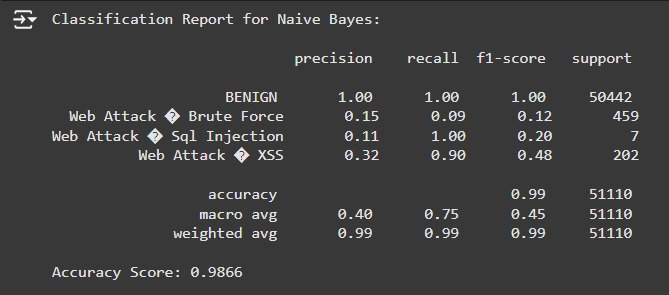 Classification Report for Naive Bayes:
precision recall f1-score support
BENIGN 1.00 1.00 1.00 50442
Web Attack � Brute Force 0.15 0.09 0.12 459
Web Attack � Sql Injection 0.11 1.00 0.20 7
Web Attack � XSS 0.32 0.90 0.48 202
accuracy 0.99 51110
macro avg 0.40 0.75 0.45 51110
weighted avg 0.99 0.99 0.99 51110
Accuracy Score: 0.9866